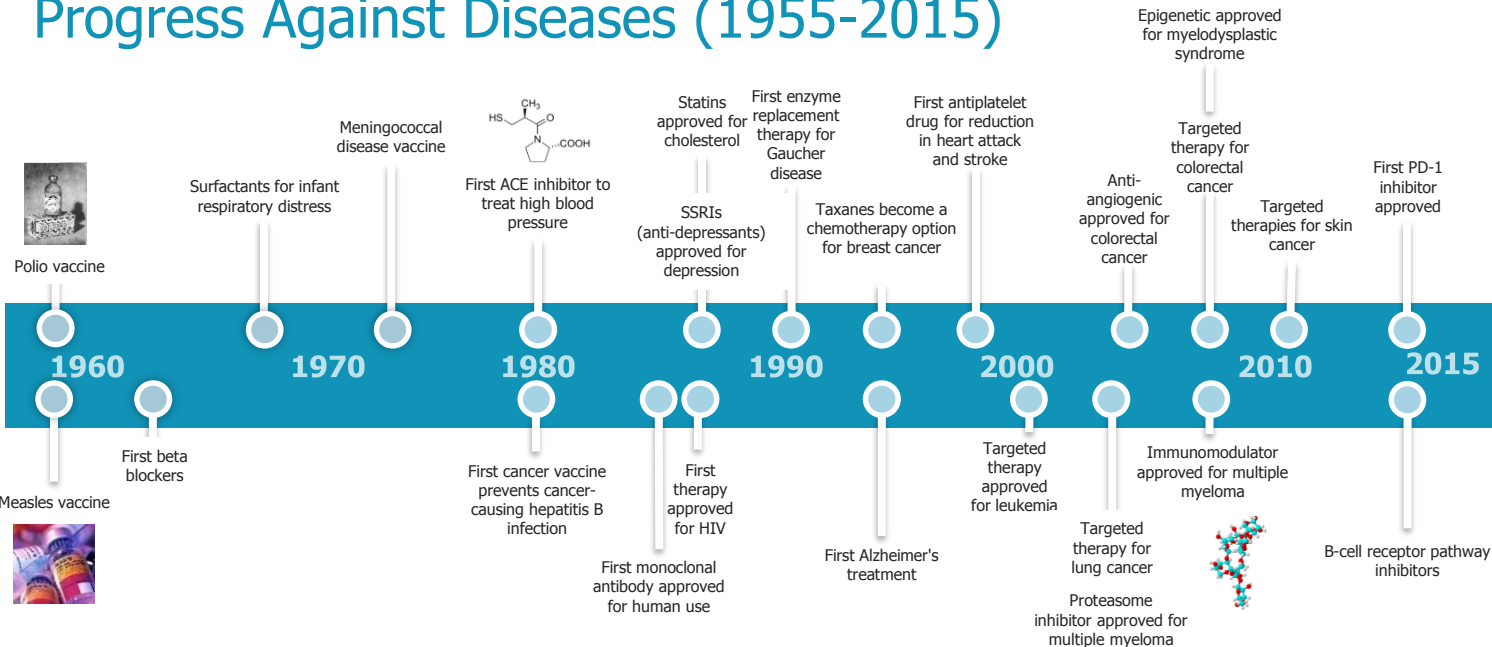 Progress Against Diseases (1955-2015)
Epigenetic approved
for myelodysplastic
syndrome
Statins
approved for
cholesterol
First enzyme
replacement
therapy for
Gaucher
disease
First antiplatelet
drug for reduction
in heart attack
and stroke
Meningococcal
disease vaccine
CH3
HS
O
N
COOH
Targeted
therapy for
colorectal
cancer
First PD-1
inhibitor
approved
Surfactants for infant
respiratory distress
First ACE inhibitor to
treat high blood
pressure
SSRIs
(anti-depressants)
approved for
depression
Taxanes become a
chemotherapy option
for breast cancer
Anti-
angiogenic
approved for
colorectal
cancer
Targeted
therapies for skin
cancer
Polio vaccine
1960
1970
1980
1990
2000
2010
2015
Measles vaccine
First beta
blockers
First cancer vaccine
prevents cancer-
causing hepatitis B
infection
First
therapy
approved
for HIV
First monoclonal
antibody approved
for human use
First Alzheimer's
treatment
Targeted
therapy
approved
for leukemia
Targeted
therapy for
lung cancer
Proteasome
inhibitor approved for
multiple myeloma
Immunomodulator
approved for multiple
myeloma
B-cell receptor pathway
inhibitors